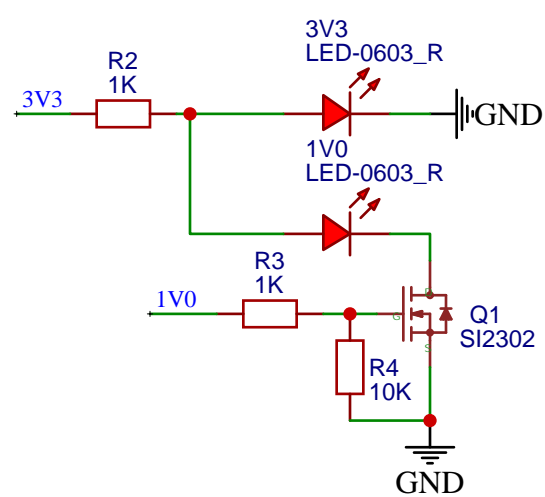 3V3
LED-0603_R
R2
1K
3V3
GND
1V0
LED-0603_R
R3
1K
1V0
D
G
S
Q1
SI2302
R4
10K
GND